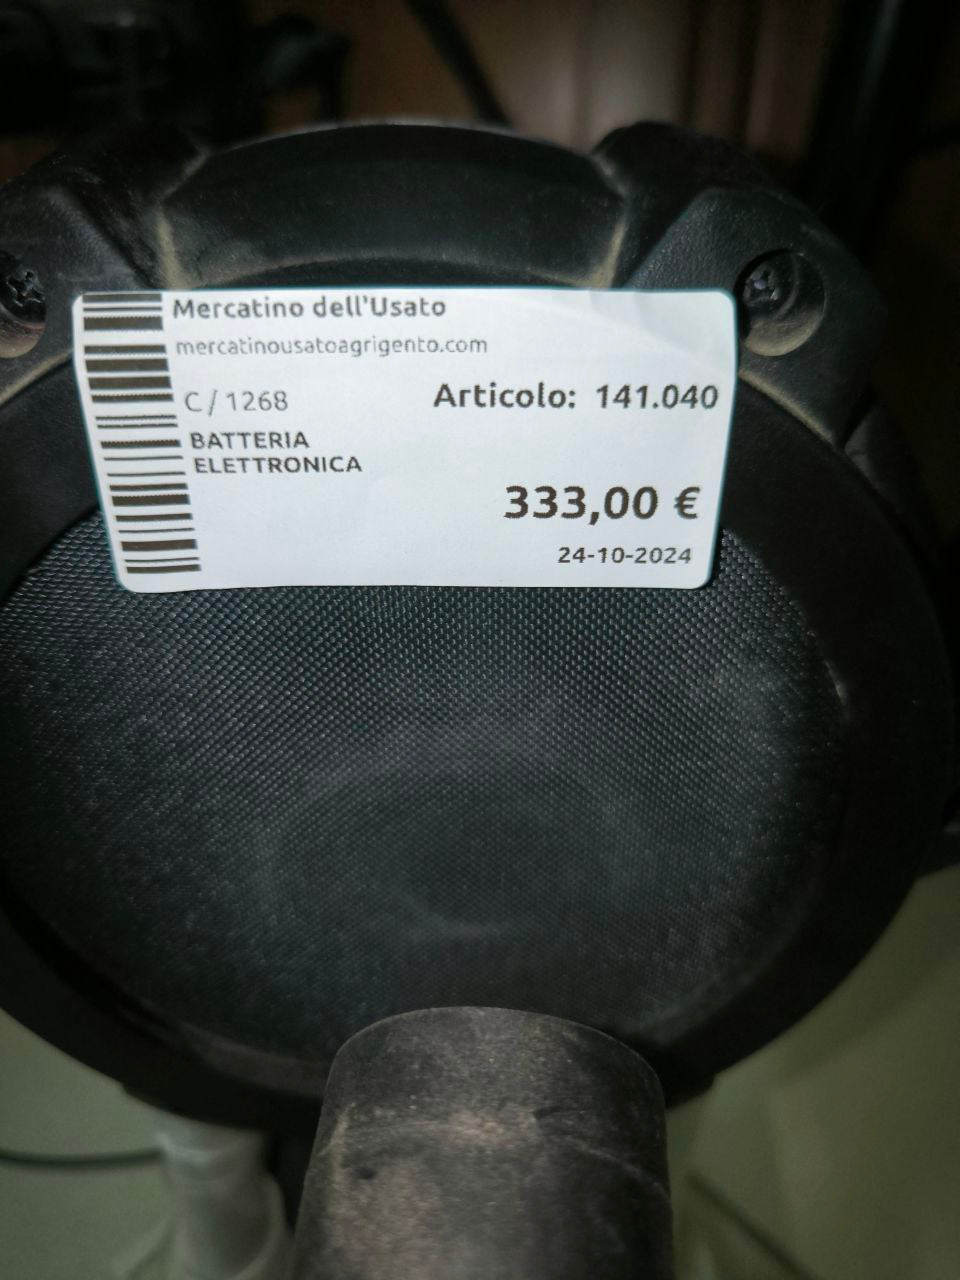 Mercatino dell'Usato
mercatinousatoagrigento.com
C / 1268
Articolo: 141.040
BATTERIA
ELETTRONICA
333,00 €
24-10-2024